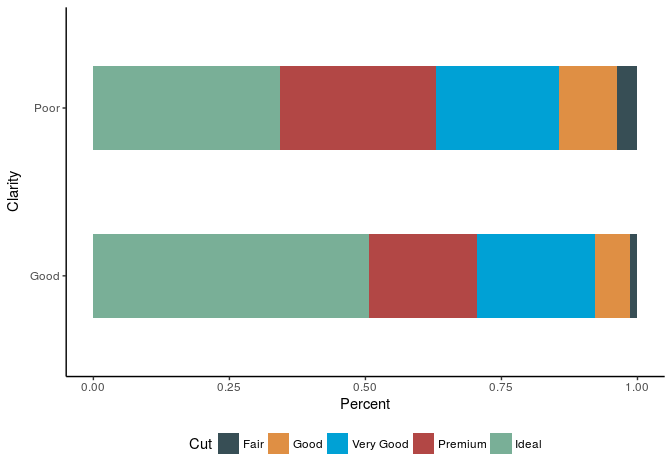 Clarity
Poor
Good
0.00 0.25 0.50 0.75 1.00
Percent
Cut Fair Good Very Good Premium Ideal